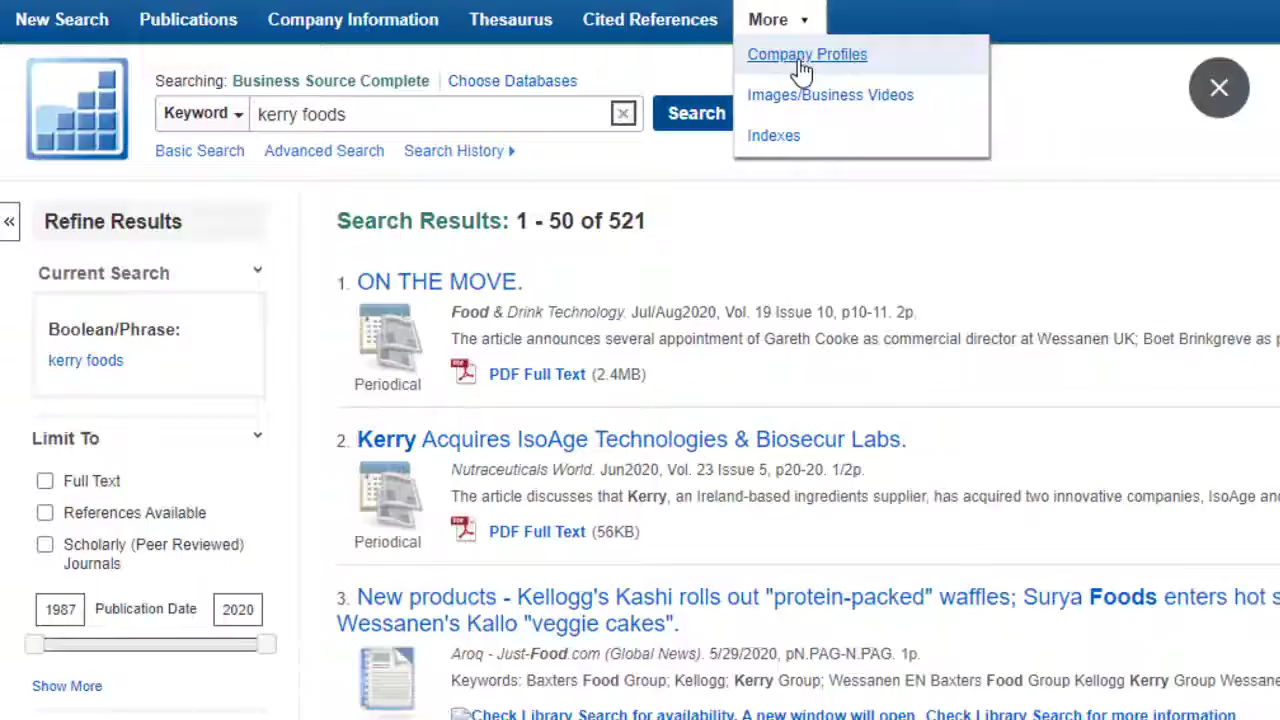 New Search Publications Company Information Thesaurus Cited References More
Company Profiles
Images/Business Videos
Indexes
Searching: Business Source Complete Choose Databases
Keyword kerry foods Search
Basic Search Advanced Search Search History
Refine Results
Current Search
Boolean/Phrase:
kerry foods
Limit To
Full Text
References Available
Scholarly (Peer Reviewed)
Journals
1987 Publication Date 2020
Show More
Search Results: 1 - 50 of 521
1. ON THE MOVE.
Food & Drink Technology. Jul/Aug2020, Vol. 19 Issue 10, p10-11. 2p.
The article announces several appointment of Gareth Cooke as commercial director at Wessanen UK; Boet Brinkgreve as
Periodical
PDF Full Text (2.4MB)
2. Kerry Acquires IsoAge Technologies & Biosecur Labs.
Nutraceuticals World. Jun2020, Vol. 23 Issue 5, p20-20. 1/2p.
The article discusses that Kerry, an Ireland-based ingredients supplier, has acquired two innovative companies, IsoAge
Periodical
PDF Full Text (56KB)
3. New products - Kellogg's Kashi rolls out "protein-packed" waffles; Surya Foods enters hot
Wessanen's Kallo "veggie cakes".
Aroq - Just-Food.com (Global News). 5/29/2020, pN.PAG-N.PAG. 1p.
Keywords: Baxters Food Group; Kellogg; Kerry Group; Wessanen EN Baxters Food Group Kellogg Kerry Group
Check Library Search for availability. A new window will open Check Library Search for more information